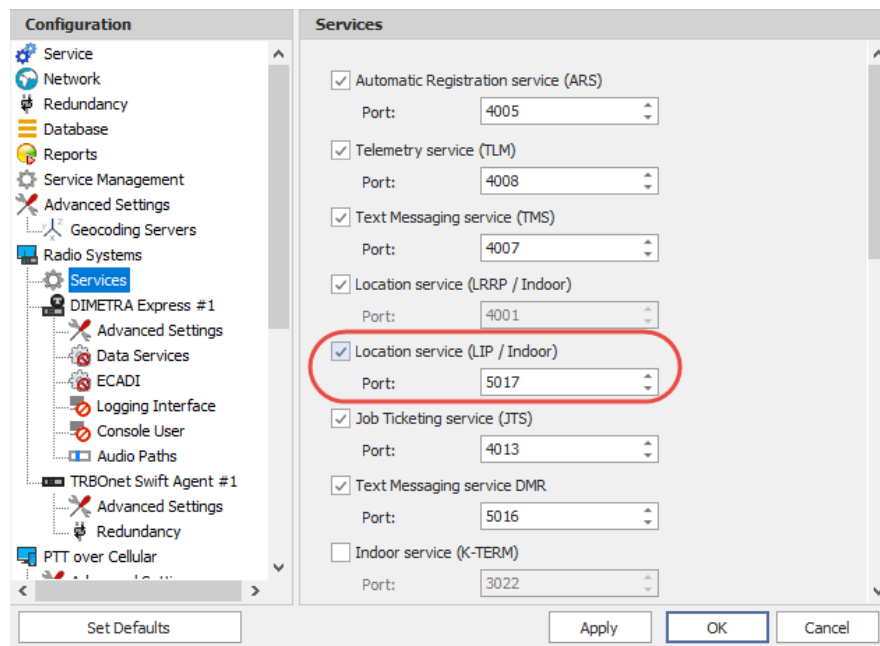 Configuration
Service
Network
Redundancy
Database
Reports
Service Management
Advanced Settings
Geocoding Servers
Radio Systems
Services
DIMETRA Express #1
Advanced Settings
Data Services
ECADI
Logging Interface
Console User
Audio Paths
TRBOnet Swift Agent #1
Advanced Settings
Redundancy
PTT over Cellular
Services
Automatic Registration service (ARS)
Port: 4005
Telemetry service (TLM)
Port: 4008
Text Messaging service (TMS)
Port: 4007
Location service (LRRP / Indoor)
Port: 4001
Location service (LIP / Indoor)
Port: 5017
Job Ticketing service (JTS)
Port: 4013
Text Messaging service DMR
Port: 5016
Indoor service (K-TERM)
Port: 3022
Set Defaults
Apply
OK
Cancel